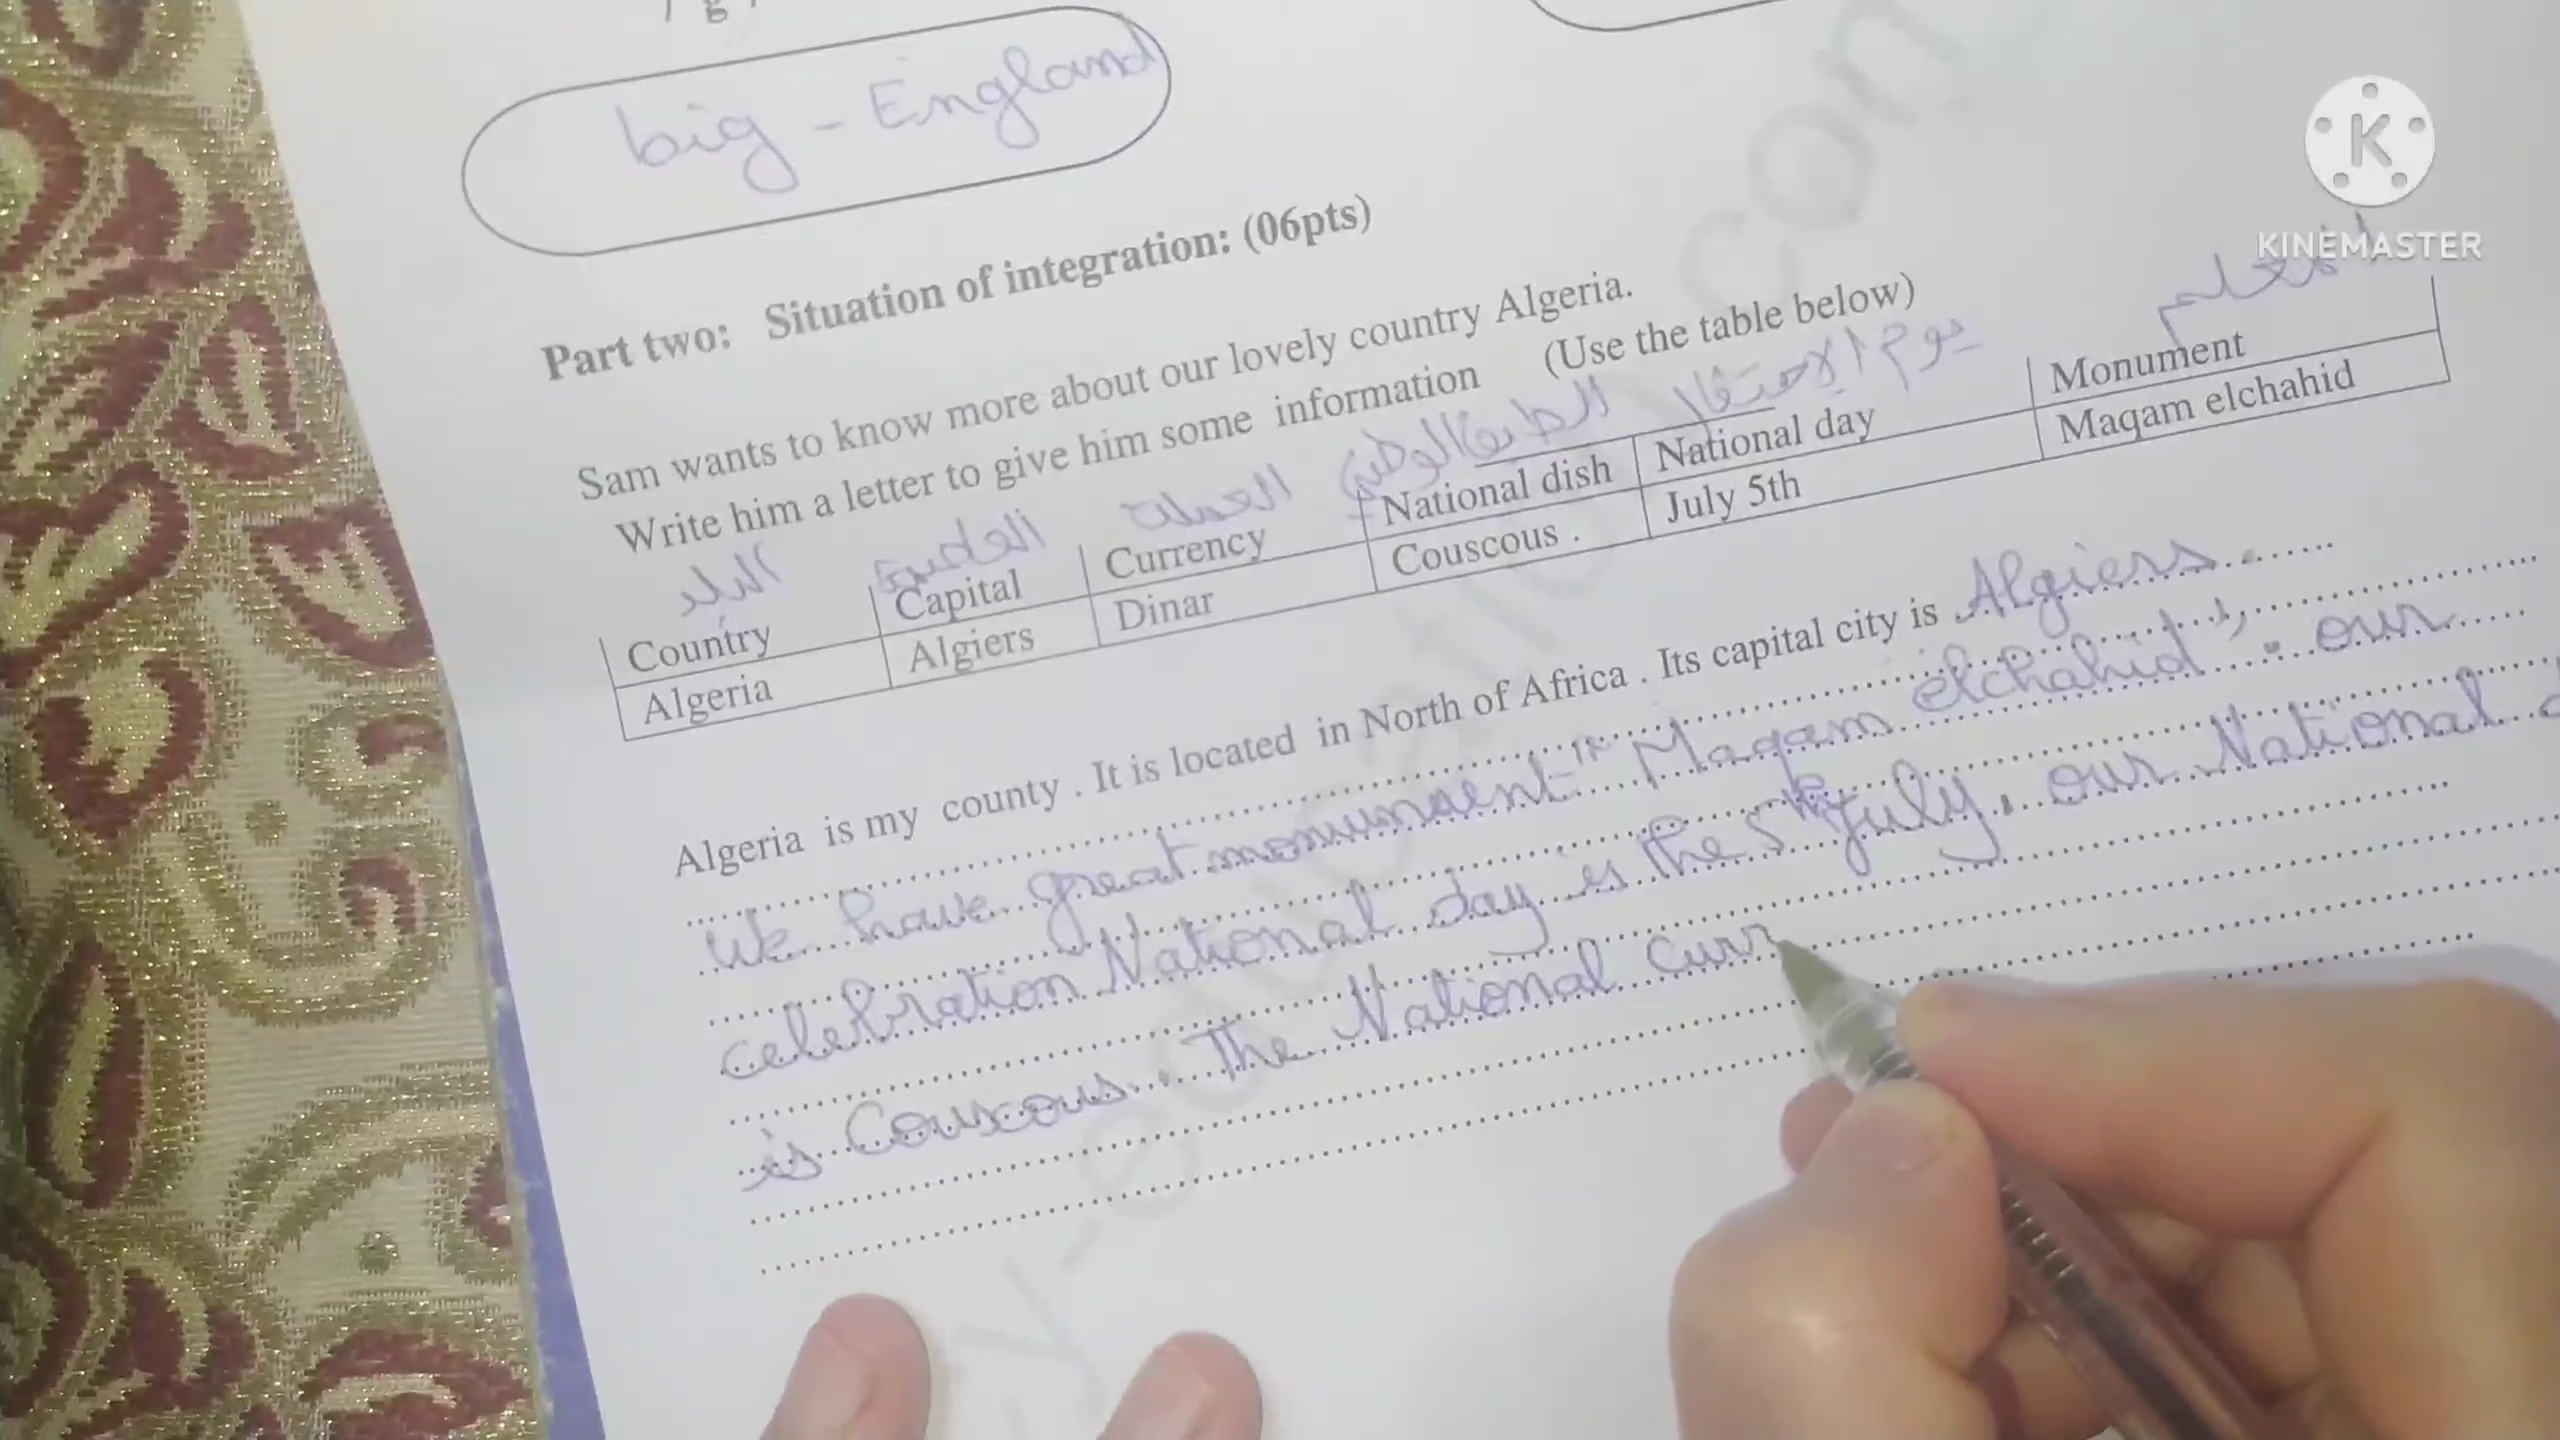 big - England
KINEMASTER
Part two: Situation of integration: (06pts)
Sam wants to know more about our lovely country Algeria.
Write him a letter to give him some information (Use the table below)
البلد العاصمة العملة الطبق الوطني يوم الإستقلال المعلم
Country Capital Currency National dish National day Monument
Algeria Algiers Dinar Couscous . July 5th Maqam elchahid
Algeria is my county . It is located in North of Africa . Its capital city is Algiers .
We have great monument " Maqam elchahid " . our
celebration National day is the 5th July . our National
is Couscous . The National curr